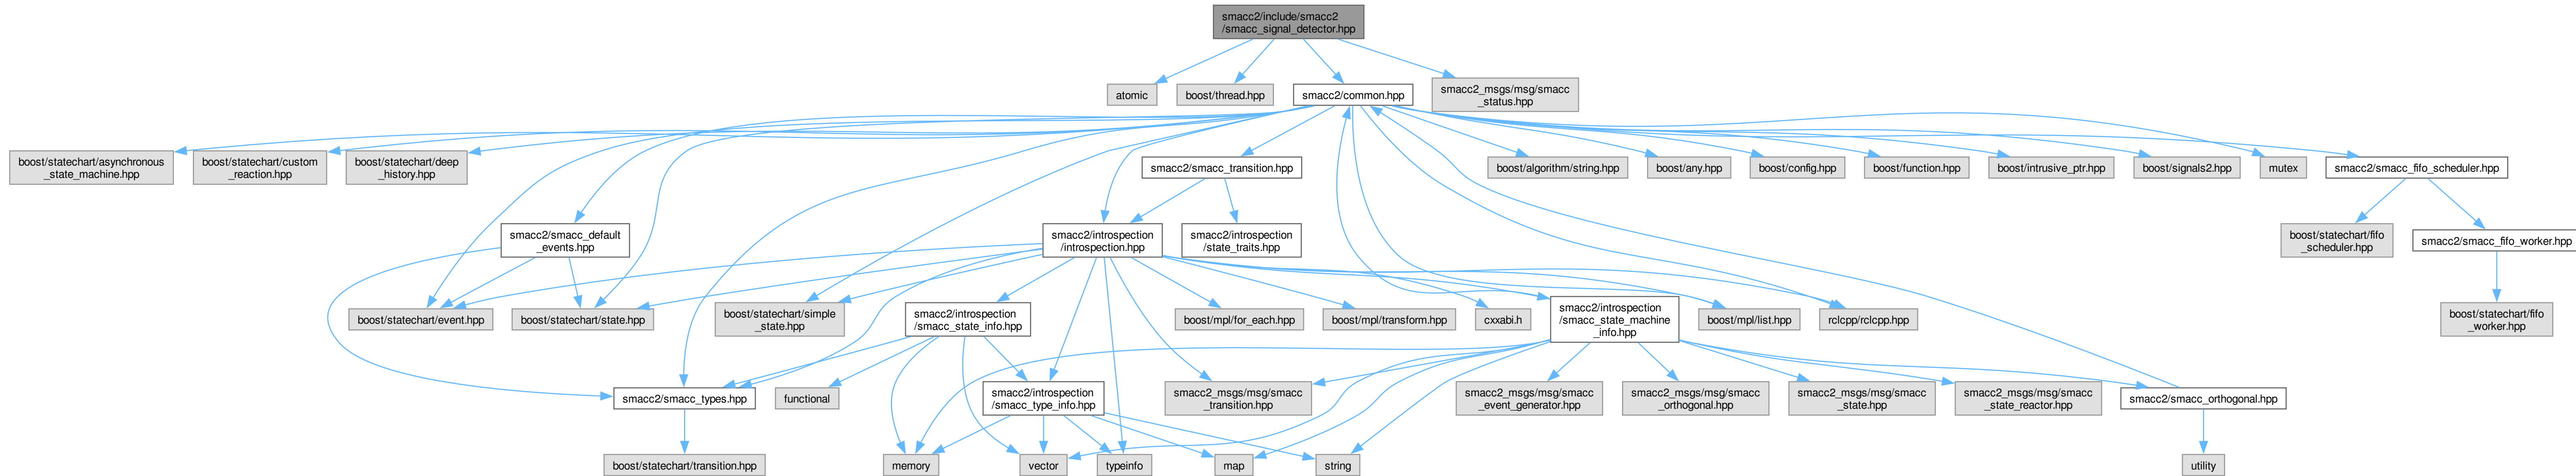 smacc2/include/smacc2
/smacc_signal_detector.hpp
atomic
boost/thread.hpp
smacc2/common.hpp
smacc2_msgs/msg/smacc
_status.hpp
boost/statechart/asynchronous
_state_machine.hpp
boost/statechart/custom
_reaction.hpp
boost/statechart/deep
_history.hpp
smacc2/smacc_transition.hpp
boost/algorithm/string.hpp
boost/any.hpp
boost/config.hpp
boost/function.hpp
boost/intrusive_ptr.hpp
boost/signals2.hpp
mutex
smacc2/smacc_fifo_scheduler.hpp
smacc2/smacc_default
_events.hpp
smacc2/introspection
/introspection.hpp
smacc2/introspection
/state_traits.hpp
boost/statechart/fifo
_scheduler.hpp
smacc2/smacc_fifo_worker.hpp
boost/statechart/event.hpp
boost/statechart/state.hpp
boost/statechart/simple
_state.hpp
smacc2/introspection
/smacc_state_info.hpp
boost/mpl/for_each.hpp
boost/mpl/transform.hpp
cxxabi.h
smacc2/introspection
/smacc_state_machine
_info.hpp
boost/mpl/list.hpp
rclcpp/rclcpp.hpp
boost/statechart/fifo
_worker.hpp
smacc2/smacc_types.hpp
functional
smacc2/introspection
/smacc_type_info.hpp
smacc2_msgs/msg/smacc
_transition.hpp
smacc2_msgs/msg/smacc
_event_generator.hpp
smacc2_msgs/msg/smacc
_orthogonal.hpp
smacc2_msgs/msg/smacc
_state.hpp
smacc2_msgs/msg/smacc
_state_reactor.hpp
smacc2/smacc_orthogonal.hpp
boost/statechart/transition.hpp
memory
vector
typeinfo
map
string
utility